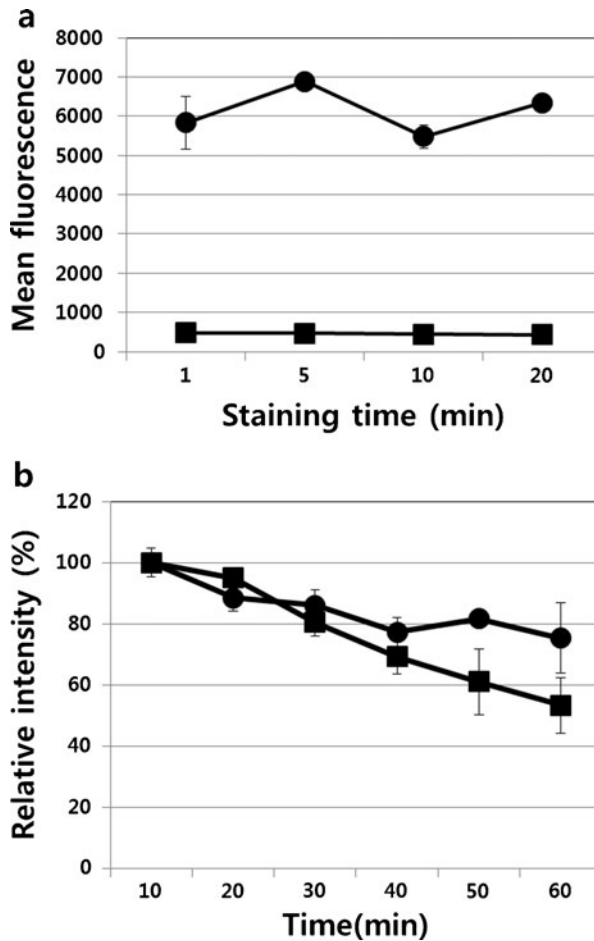 a
8000
7000
6000
5000
4000
3000
2000
1000
0
Mean fluorescence
1 5 10 20
Staining time (min)
b
120
100
80
60
40
20
0
Relative intensity (%)
10 20 30 40 50 60
Time(min)